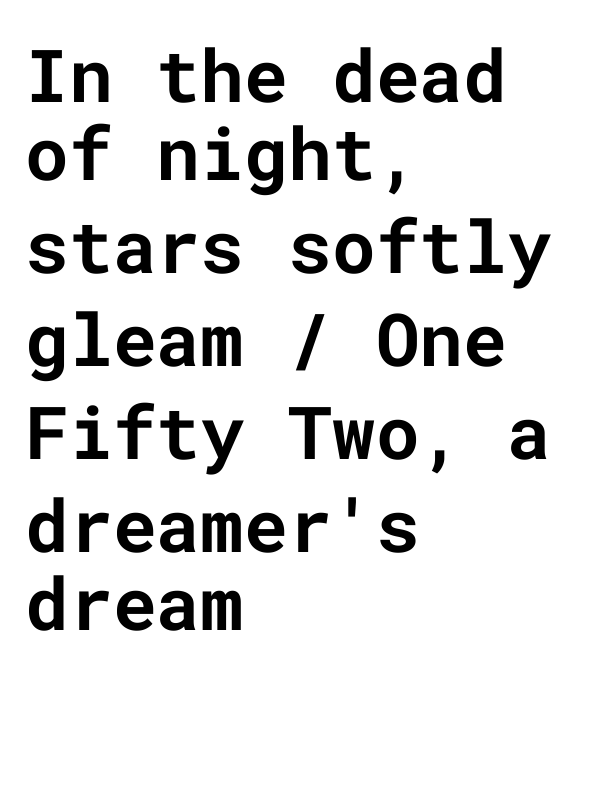 In the dead
of night,
stars softly
gleam / One
Fifty Two, a
dreamer's
dream